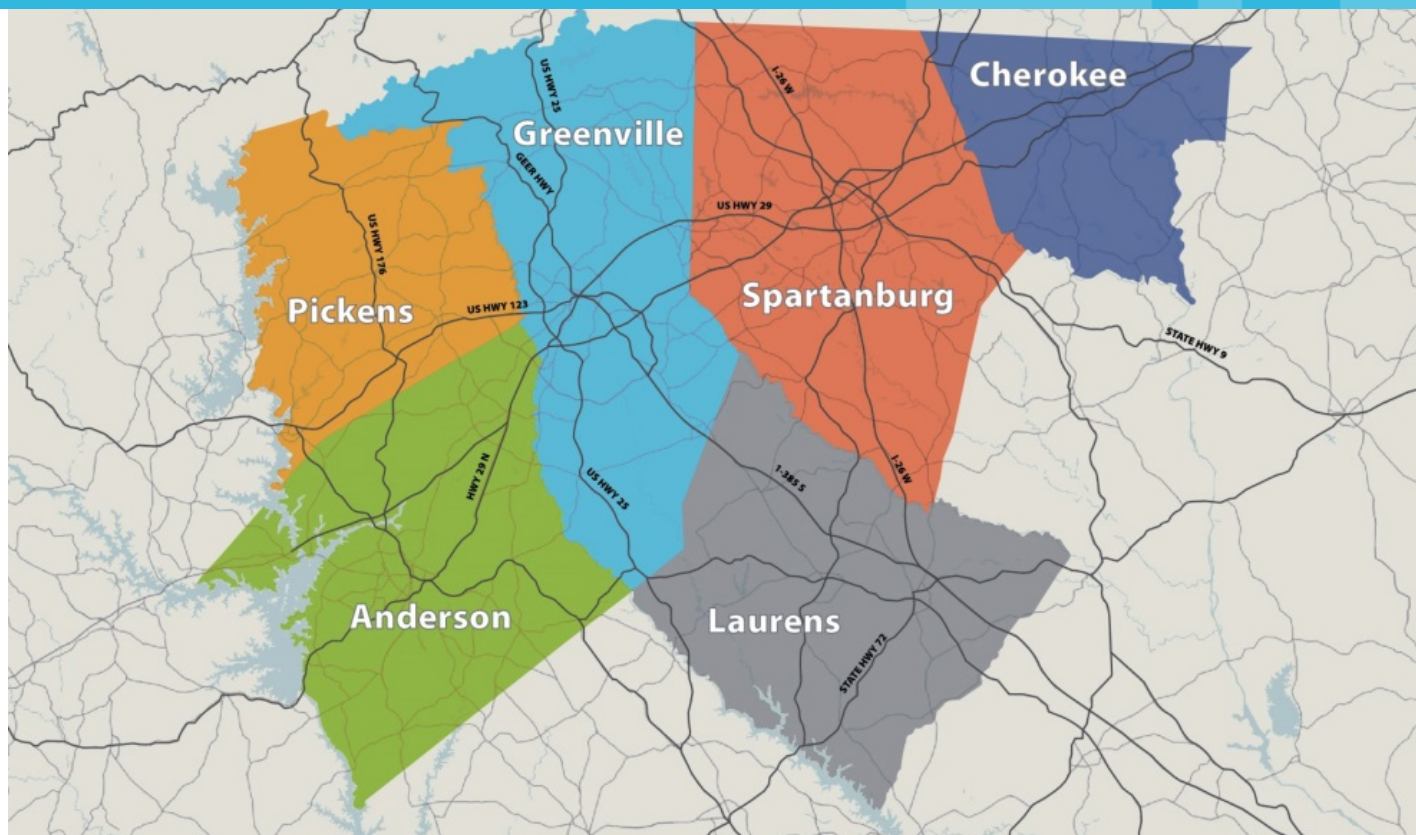 Cherokee
I-26 W
US HWY 25
Greenville
GEER HWY
US HWY 29
US HWY 176
Spartanburg
Pickens
US HWY 123
STATE HWY 9
HWY 29 N
US HWY 25
1-385 S
I-26 W
Anderson
Laurens
STATE HWY 72